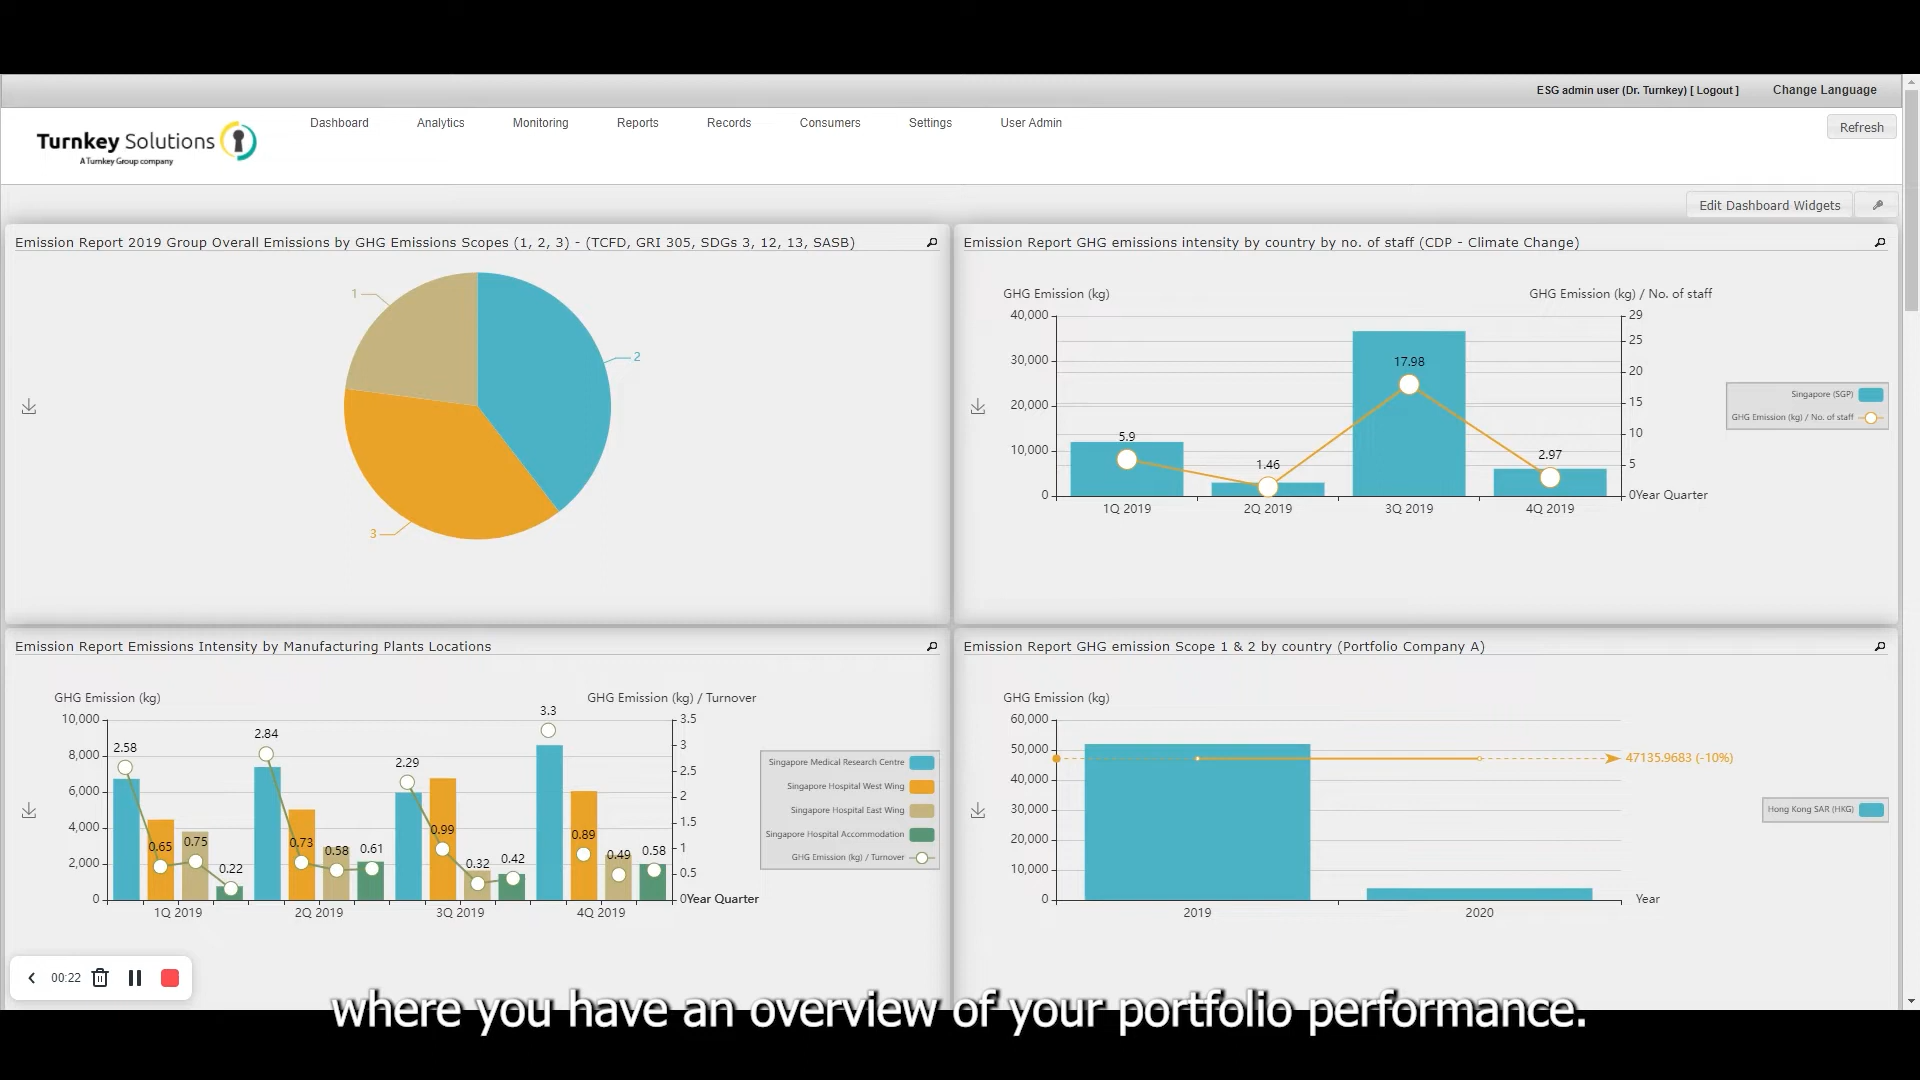 ESG admin user (Dr. Turnkey) [ Logout ] Change Language
Turnkey Solutions
A Turnkey Group company
Dashboard Analytics Monitoring Reports Records Consumers Settings User Admin
Refresh
Edit Dashboard Widgets
Emission Report 2019 Group Overall Emissions by GHG Emissions Scopes (1, 2, 3) - (TCFD, GRI 305, SDGs 3, 12, 13, SASB)
1
2
3
Emission Report GHG emissions intensity by country by no. of staff (CDP - Climate Change)
GHG Emission (kg) GHG Emission (kg) / No. of staff
40,000
30,000
20,000
10,000
0
29
25
20
15
10
5
0
5.9
1.46
17.98
2.97
Year Quarter
1Q 2019 2Q 2019 3Q 2019 4Q 2019
Singapore (SGP)
GHG Emission (kg) / No. of staff
Emission Report Emissions Intensity by Manufacturing Plants Locations
GHG Emission (kg) GHG Emission (kg) / Turnover
10,000
8,000
6,000
4,000
2,000
0
3.5
3
2.5
2
1.5
1
0.5
0
2.58 0.65 0.75 0.22
2.84 0.73 0.58 0.61
2.29 0.99 0.32 0.42
3.3 0.89 0.49 0.58
Year Quarter
1Q 2019 2Q 2019 3Q 2019 4Q 2019
Singapore Medical Research Centre
Singapore Hospital West Wing
Singapore Hospital East Wing
Singapore Hospital Accommodation
GHG Emission (kg) / Turnover
Emission Report GHG emission Scope 1 & 2 by country (Portfolio Company A)
GHG Emission (kg)
60,000
50,000
40,000
30,000
20,000
10,000
0
47135.9683 (-10%)
Hong Kong SAR (HKG)
Year
2019 2020
00:22
where you have an overview of your portfolio performance.